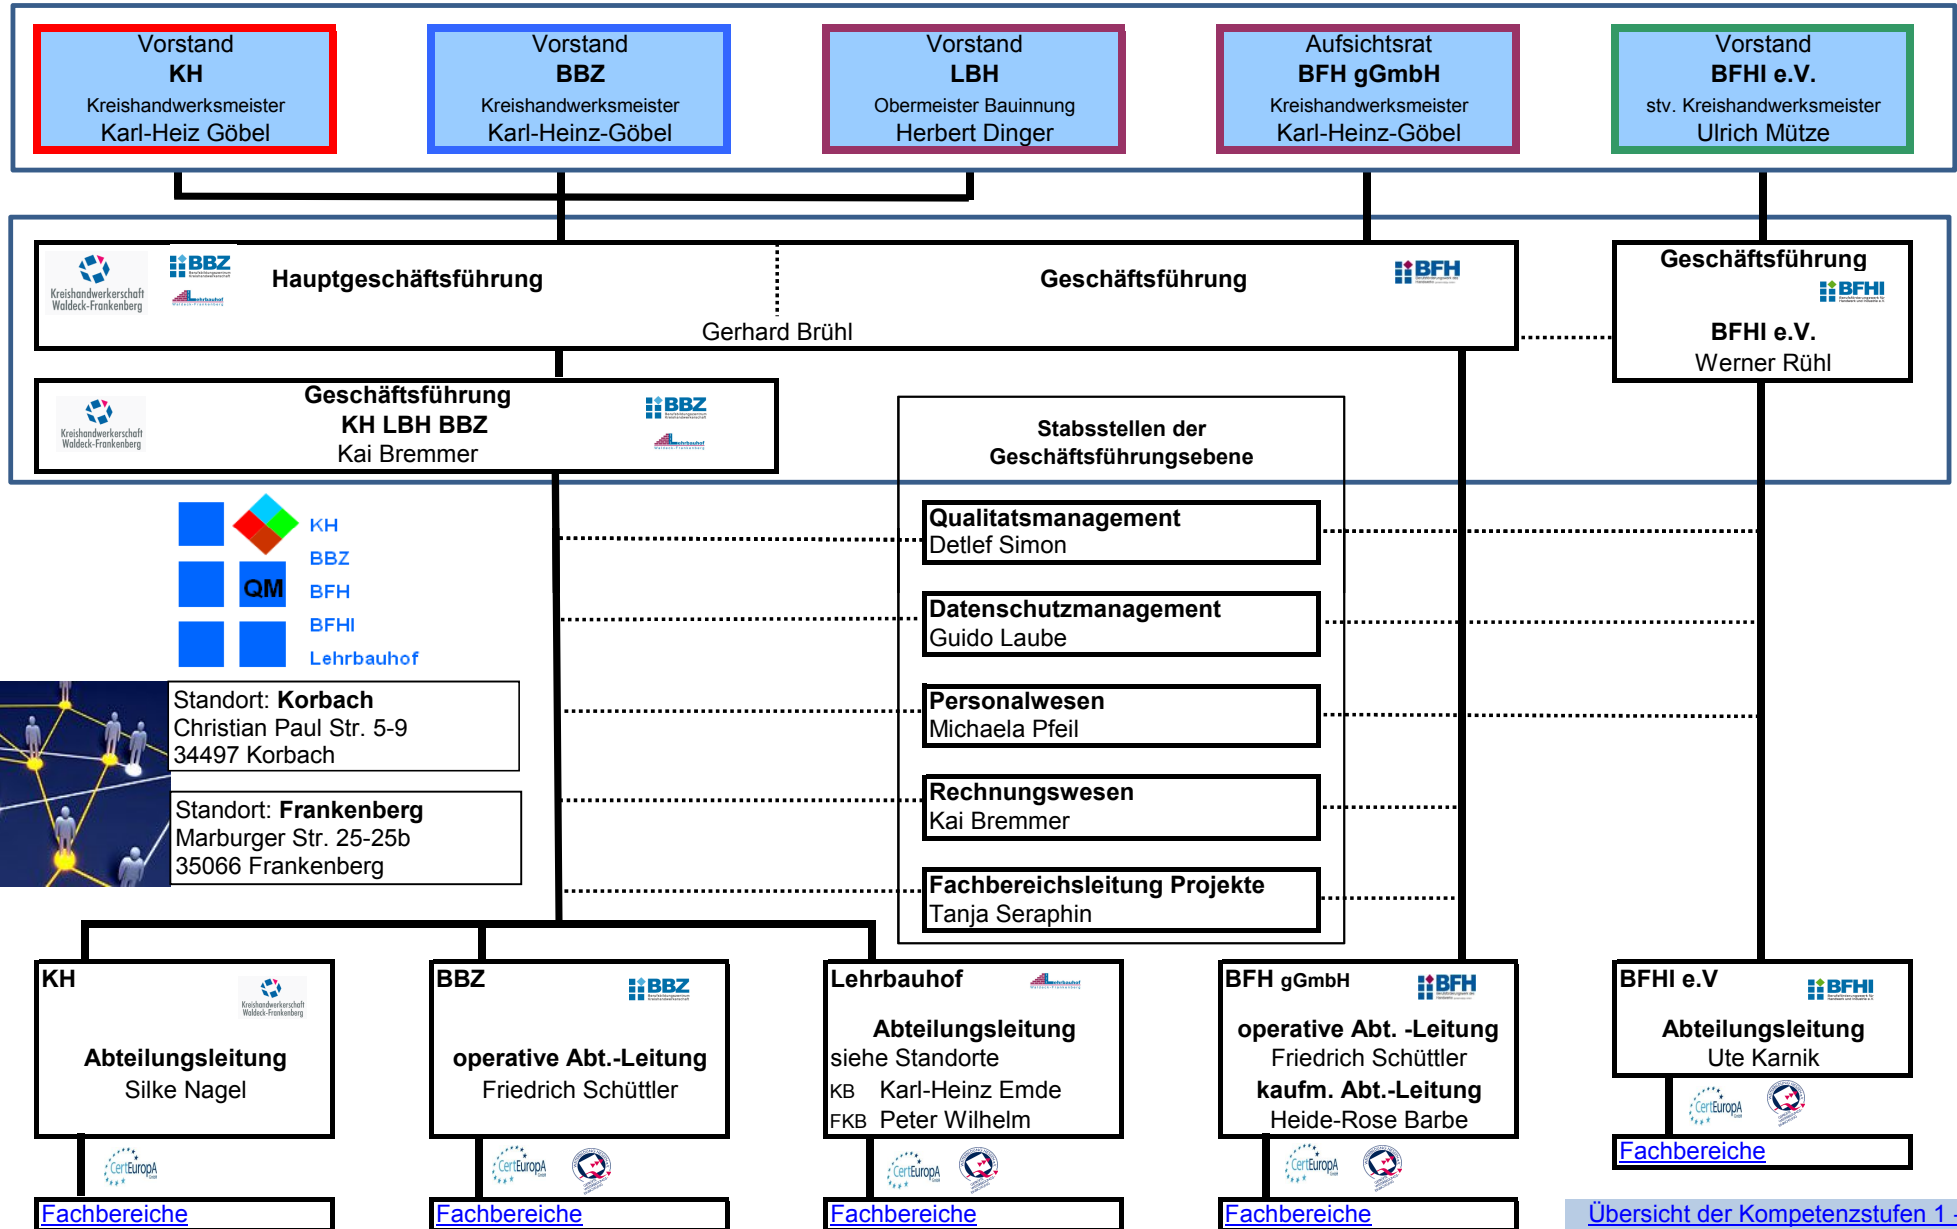 Vorstand
KH
Kreishandwerksmeister
Karl-Heiz Göbel
Vorstand
BBZ
Kreishandwerksmeister
Karl-Heinz-Göbel
Vorstand
LBH
Obermeister Bauinnung
Herbert Dinger
Aufsichtsrat
BFH gGmbH
Kreishandwerksmeister
Karl-Heinz-Göbel
Vorstand
BFHI e.V.
stv. Kreishandwerksmeister
Ulrich Mütze
Kreishandwerkerschaft
Waldeck-Frankenberg
BBZ
Lehrbauhof
Hauptgeschäftsführung
Geschäftsführung
BFH
Gerhard Brühl
Geschäftsführung
BFHI
BFHI e.V.
Werner Rühl
Kreishandwerkerschaft
Waldeck-Frankenberg
Geschäftsführung
KH LBH BBZ
Kai Bremmer
BBZ
Lehrbauhof
Stabsstellen der
Geschäftsführungsebene
Qualitatsmanagement
Detlef Simon
Datenschutzmanagement
Guido Laube
Personalwesen
Michaela Pfeil
Rechnungswesen
Kai Bremmer
Fachbereichsleitung Projekte
Tanja Seraphin
KH
BBZ
QM
BFH
BFHI
Lehrbauhof
Standort: Korbach
Christian Paul Str. 5-9
34497 Korbach
Standort: Frankenberg
Marburger Str. 25-25b
35066 Frankenberg
KH
Kreishandwerkerschaft
Waldeck-Frankenberg
Abteilungsleitung
Silke Nagel
CertEuropA
Fachbereiche
BBZ
BBZ
operative Abt.-Leitung
Friedrich Schüttler
CertEuropA
Fachbereiche
Lehrbauhof
Lehrbauhof
Abteilungsleitung
siehe Standorte
KB Karl-Heinz Emde
FKB Peter Wilhelm
CertEuropA
Fachbereiche
BFH gGmbH
BFH
operative Abt. -Leitung
Friedrich Schüttler
kaufm. Abt.-Leitung
Heide-Rose Barbe
CertEuropA
Fachbereiche
BFHI e.V
BFHI
Abteilungsleitung
Ute Karnik
CertEuropA
Fachbereiche
Übersicht der Kompetenzstufen 1 -